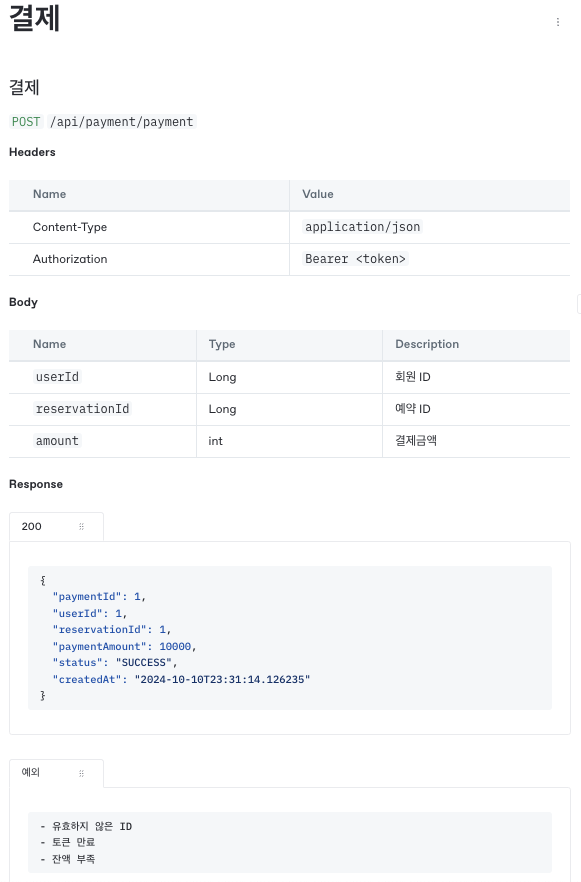 결제
결제
POST /api/payment/payment
Headers
Name Value
Content-Type application/json
Authorization Bearer <token>
Body
Name Type Description
userId Long 회원 ID
reservationId Long 예약 ID
amount int 결제금액
Response
200
{
"paymentId": 1,
"userId": 1,
"reservationId": 1,
"paymentAmount": 10000,
"status": "SUCCESS",
"createdAt": "2024-10-10T23:31:14.126235"
}
예외
- 유효하지 않은 ID
- 토큰 만료
- 잔액 부족